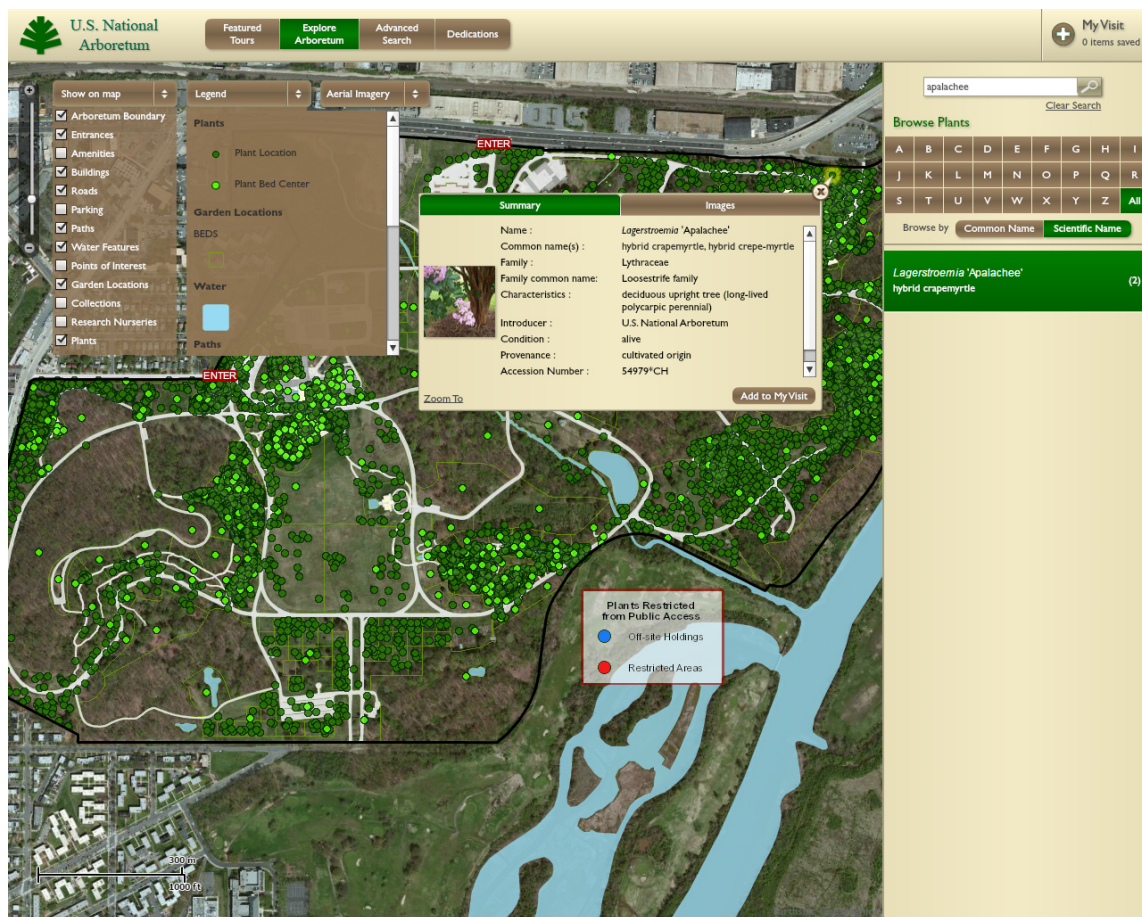 U.S. National
Arboretum
Featured
Tours
Explore
Arboretum
Advanced
Search
Dedications
My Visit
0 items saved
Show on map
Arboretum Boundary
Entrances
Amenities
Buildings
Roads
Parking
Paths
Water Features
Points of Interest
Garden Locations
Collections
Research Nurseries
Plants
Legend
Plants
Plant Location
Plant Bed Center
Garden Locations
BEDS
Water
Paths
Aerial Imagery
ENTER
ENTER
Summary
Images
Name : Lagerstroemia 'Apalachee'
Common name(s) : hybrid crapemyrtle, hybrid crepe-myrtle
Family : Lythraceae
Family common name: Loosestrife family
Characteristics : deciduous upright tree (long-lived
polycarpic perennial)
Introducer : U.S. National Arboretum
Condition : alive
Provenance : cultivated origin
Accession Number : 54979*CH
Zoom To
Add to My Visit
Plants Restricted
from Public Access
Off-site Holdings
Restricted Areas
300 m
1000 ft
apalachee
Clear Search
Browse Plants
A B C D E F G H I
J K L M N O P Q R
S T U V W X Y Z All
Browse by Common Name Scientific Name
Lagerstroemia 'Apalachee'
hybrid crapemyrtle
(2)